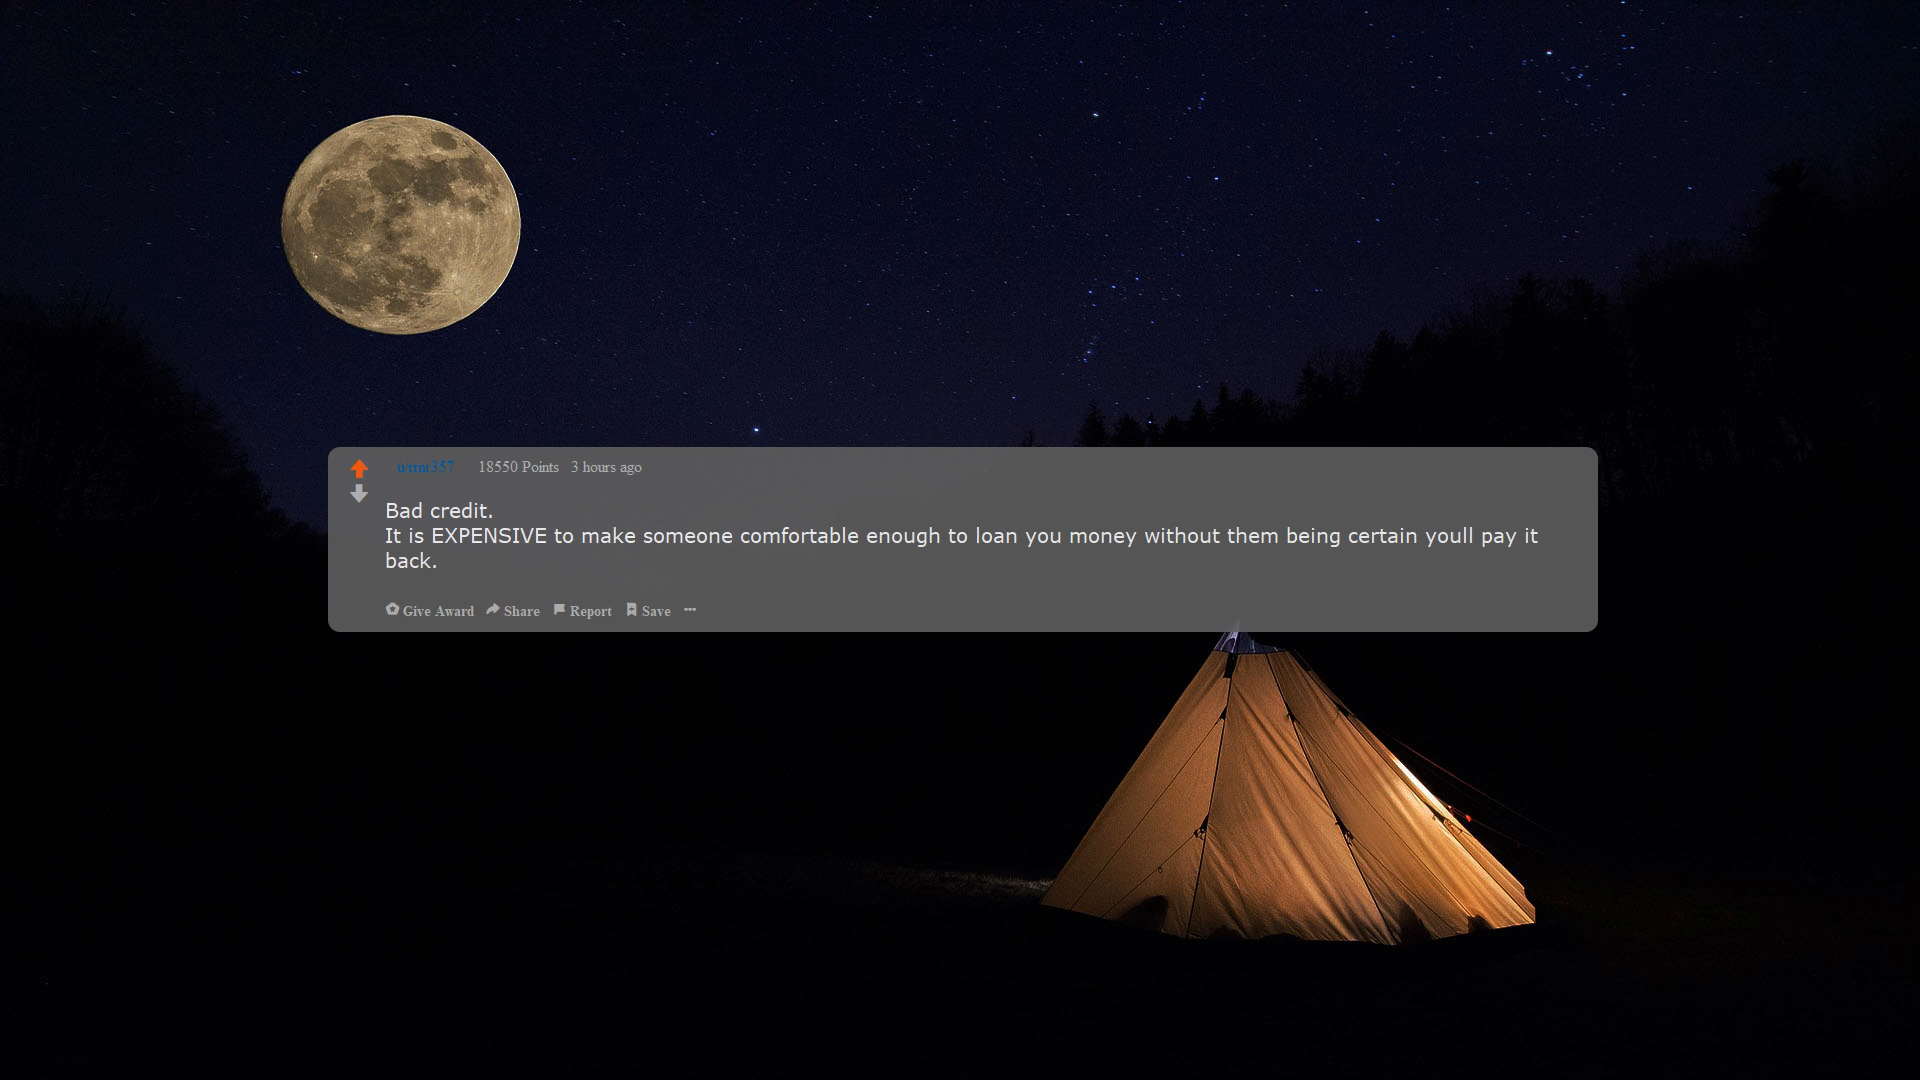 u/rmr357 18550 Points 3 hours ago
Bad credit.
It is EXPENSIVE to make someone comfortable enough to loan you money without them being certain youll pay it
back.
Give Award Share Report Save